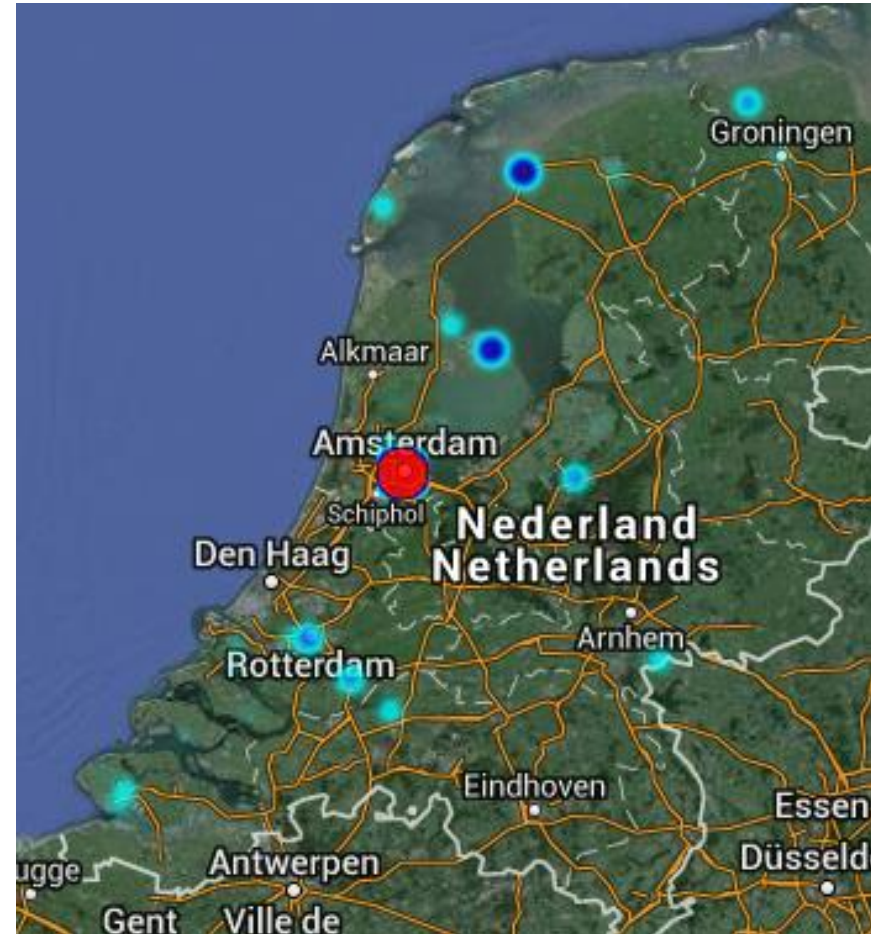 Groningen
Alkmaar
Amsterdam
Schiphol
Nederland
Netherlands
Den Haag
Arnhem
Rotterdam
Eindhoven
Essen
Antwerpen
Düsseld
ugge
Gent
Ville de